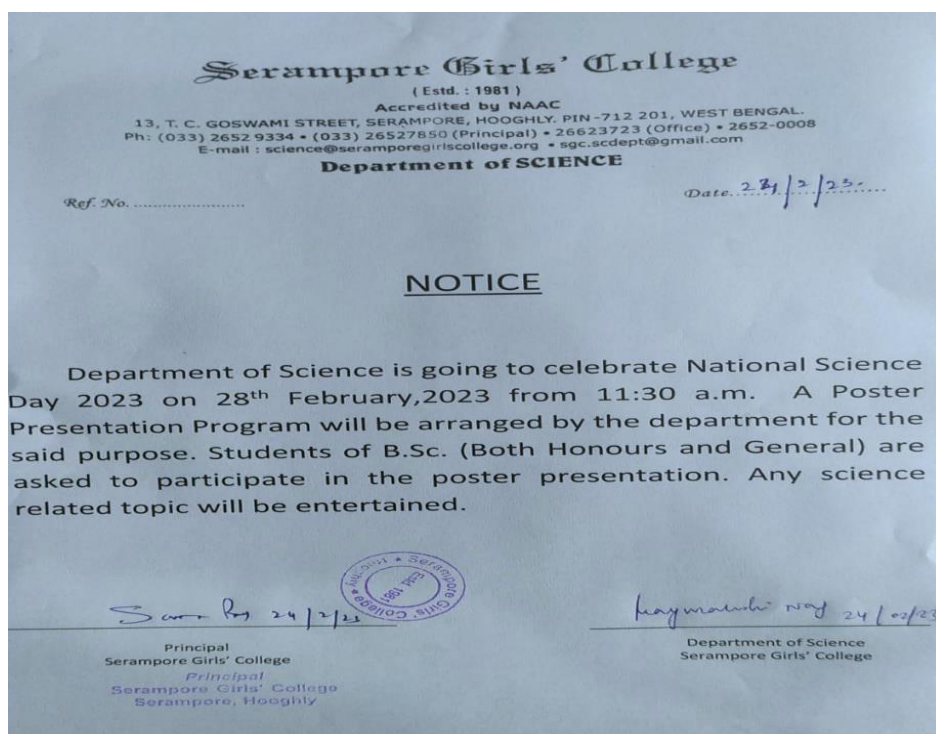 Serampore Girls' College
( Estd. : 1981 )
Accredited by NAAC
13, T. C. GOSWAMI STREET, SERAMPORE, HOOGHLY. PIN-712 201, WEST BENGAL.
Ph: (033) 2652 9334 • (033) 26527850 (Principal) • 26623723 (Office) • 2652-0008
E-mail : science@seramporegirlscollege.org • sgc.scdept@gmail.com
Department of SCIENCE
Ref. No. ........................ Date. 24/2/23.
NOTICE
Department of Science is going to celebrate National Science
Day 2023 on 28th February,2023 from 11:30 a.m. A Poster
Presentation Program will be arranged by the department for the
said purpose. Students of B.Sc. (Both Honours and General) are
asked to participate in the poster presentation. Any science
related topic will be entertained.
Serampore Girls' College * Hooghly *
Estd 1981
24/2/23
Principal
Serampore Girls' College
Principal
Serampore Girls' College
Serampore, Hooghly
24/02/23
Department of Science
Serampore Girls' College